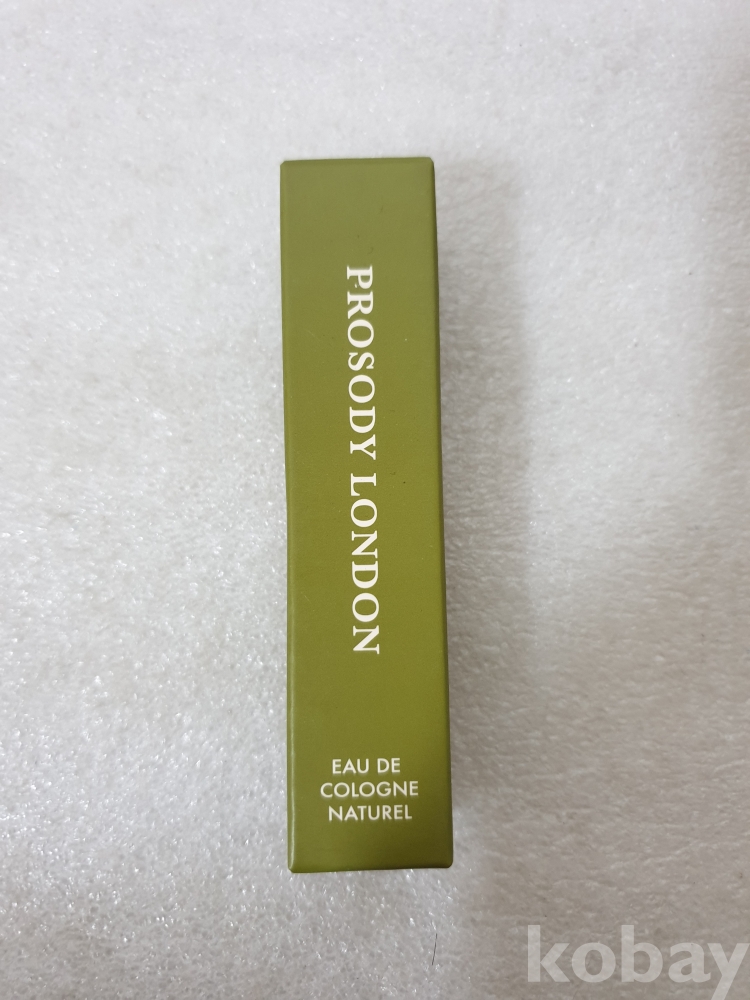 PROSODY LONDON
EAU DE
COLOGNE
NATUREL
kobay